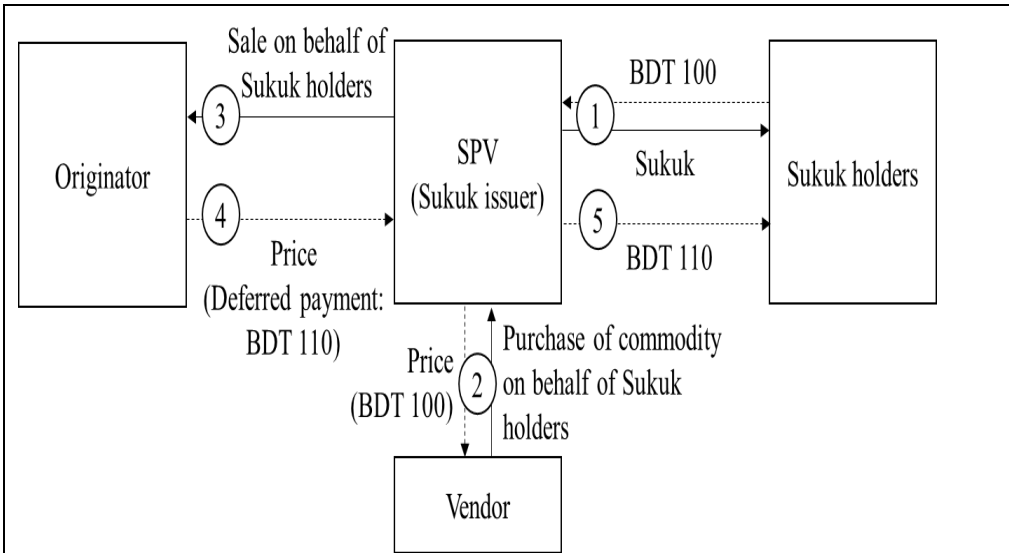 Sale on behalf of
Sukuk holders
3
Originator
4
Price
(Deferred payment:
BDT 110)
SPV
(Sukuk issuer)
BDT 100
1
Sukuk
5
BDT 110
Sukuk holders
Price
(BDT 100)
2
Purchase of commodity
on behalf of Sukuk
holders
Vendor